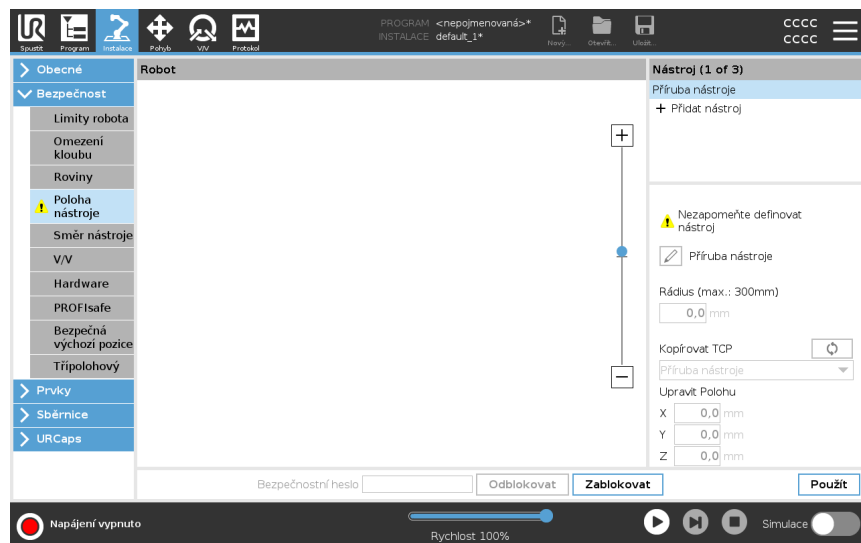 PROGRAM <nepojmenovaná>*
INSTALACE default_1*
Spustit Program Instalace Pohyb V/V Protokol
Nový... Otevřít... Uložit...
cccc
cccc
Obecné
Bezpečnost
Limity robota
Omezení
kloubu
Roviny
Poloha
nástroje
Směr nástroje
V/V
Hardware
PROFIsafe
Bezpečná
výchozí pozice
Třípolohový
Prvky
Sběrnice
URCaps
Robot
Nástroj (1 of 3)
Příruba nástroje
+ Přidat nástroj
Nezapomeňte definovat
nástroj
Příruba nástroje
Rádius (max.: 300mm)
0,0 mm
Kopírovat TCP
Příruba nástroje
Upravit Polohu
X 0,0 mm
Y 0,0 mm
Z 0,0 mm
Bezpečnostní heslo Odblokovat Zablokovat Použít
Napájení vypnuto
Rychlost 100%
Simulace